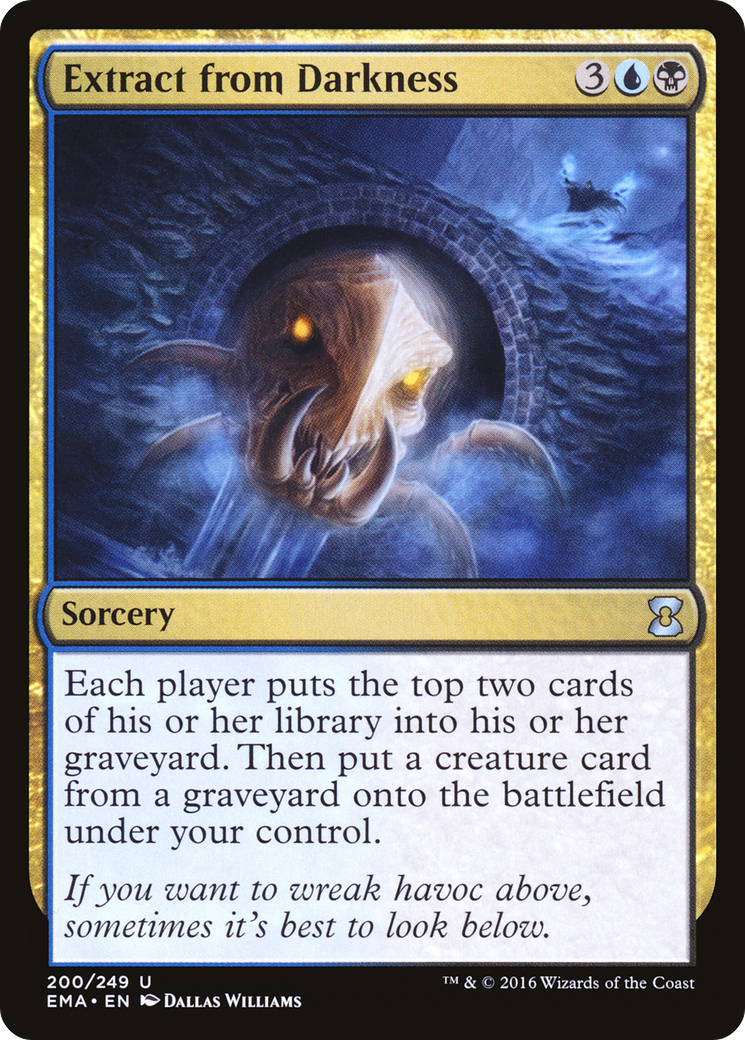 Extract from Darkness 3
Sorcery
Each player puts the top two cards
of his or her library into his or her
graveyard. Then put a creature card
from a graveyard onto the battlefield
under your control.
If you want to wreak havoc above,
sometimes it's best to look below.
200/249 U
™ & © 2016 Wizards of the Coast
EMA • EN Dallas Williams